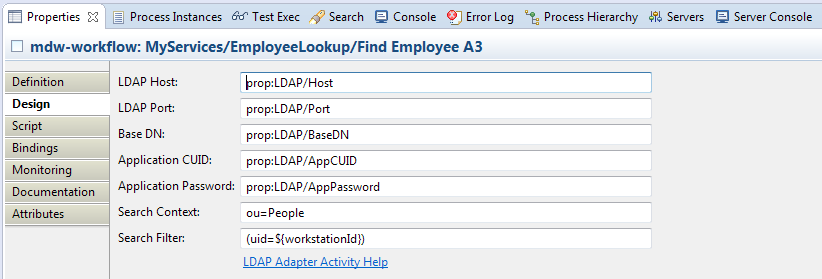 Properties Process Instances Test Exec Search Console Error Log Process Hierarchy Servers Server Console
mdw-workflow: MyServices/EmployeeLookup/Find Employee A3
Definition
Design
Script
Bindings
Monitoring
Documentation
Attributes
LDAP Host: prop:LDAP/Host
LDAP Port: prop:LDAP/Port
Base DN: prop:LDAP/BaseDN
Application CUID: prop:LDAP/AppCUID
Application Password: prop:LDAP/AppPassword
Search Context: ou=People
Search Filter: (uid=${workstationId})
LDAP Adapter Activity Help